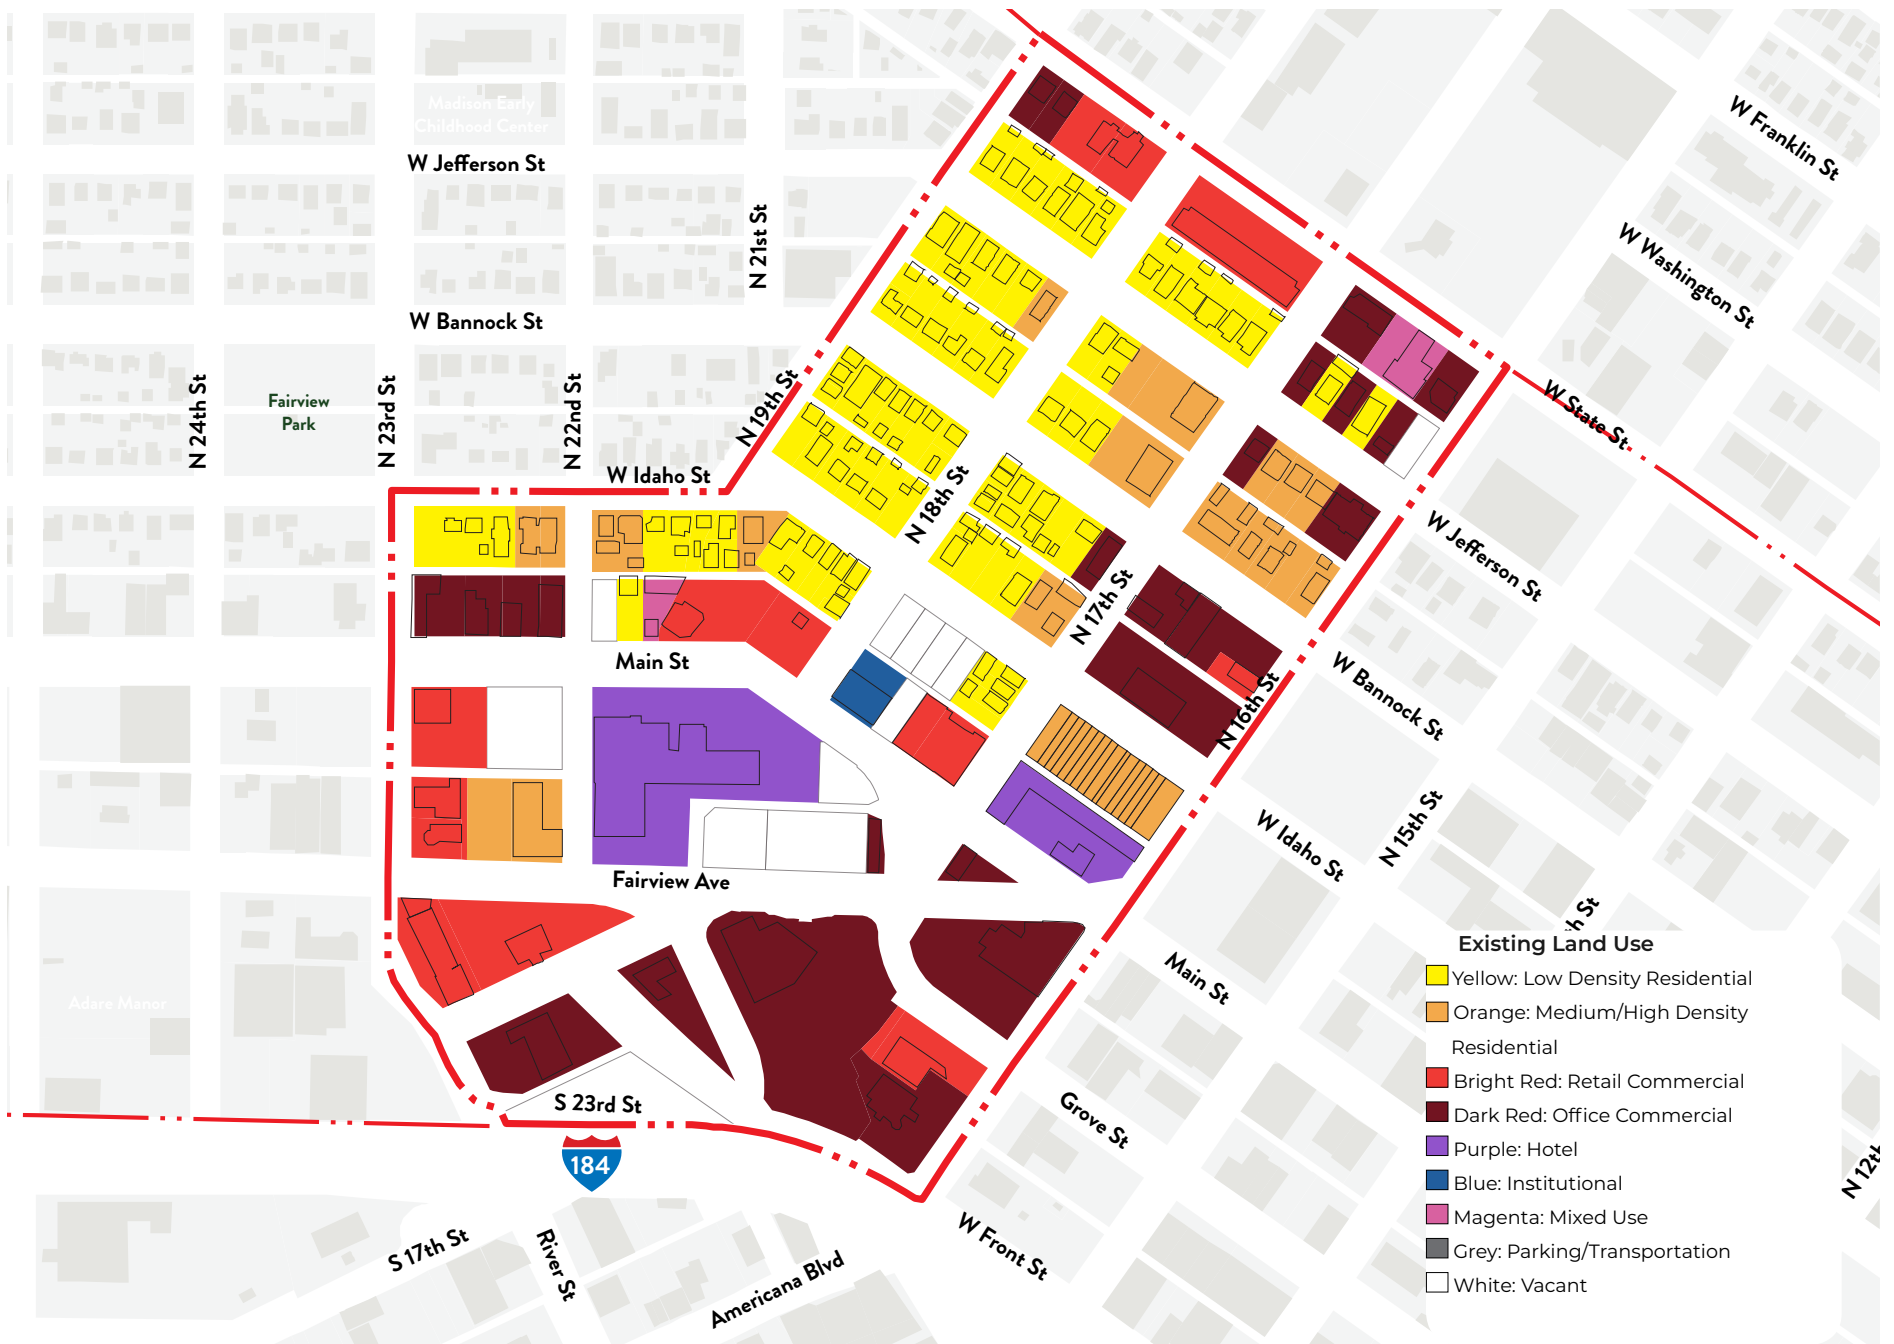 Madison Early
Childhood Center
W Jefferson St
W Franklin St
W Washington St
N 21st St
W Bannock St
Fairview
Park
N 24th St
N 23rd St
N 22nd St
N 19th St
W State St
W Idaho St
N 18th St
W Jefferson St
N 17th St
Main St
W Bannock St
N 16th St
N 15th St
W Idaho St
Fairview Ave
h St
Main St
Adare Manor
S 23rd St
Grove St
184
N 12th
S 17th St
River St
Americana Blvd
W Front St
Existing Land Use
Yellow: Low Density Residential
Orange: Medium/High Density
Residential
Bright Red: Retail Commercial
Dark Red: Office Commercial
Purple: Hotel
Blue: Institutional
Magenta: Mixed Use
Grey: Parking/Transportation
White: Vacant